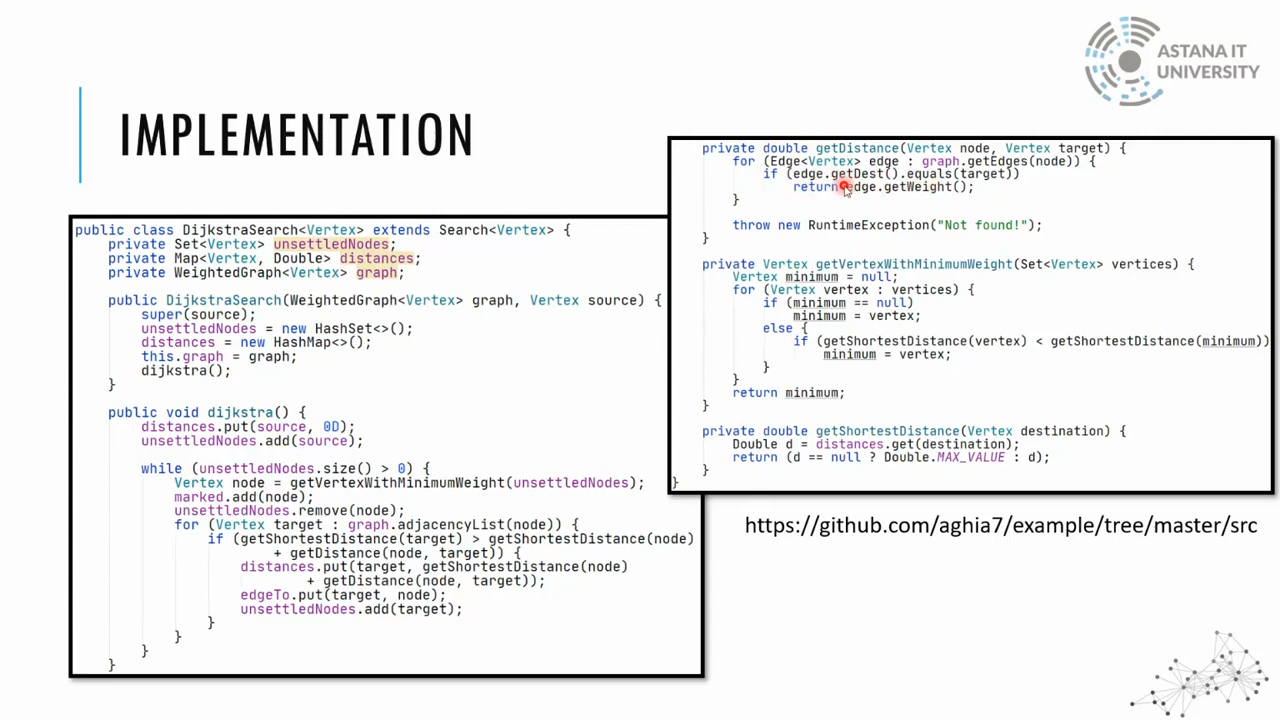 ASTANA IT
UNIVERSITY
IMPLEMENTATION
public class DijkstraSearch<Vertex> extends Search<Vertex> {
private Set<Vertex> unsettledNodes;
private Map<Vertex, Double> distances;
private WeightedGraph<Vertex> graph;
public DijkstraSearch(WeightedGraph<Vertex> graph, Vertex source) {
super(source);
unsettledNodes = new HashSet<>();
distances = new HashMap<>();
this.graph = graph;
dijkstra();
}
public void dijkstra() {
distances.put(source, 0D);
unsettledNodes.add(source);
while (unsettledNodes.size() > 0) {
Vertex node = getVertexWithMinimumWeight(unsettledNodes);
marked.add(node);
unsettledNodes.remove(node);
for (Vertex target : graph.adjacencyList(node)) {
if (getShortestDistance(target) > getShortestDistance(node)
+ getDistance(node, target)) {
distances.put(target, getShortestDistance(node)
+ getDistance(node, target));
edgeTo.put(target, node);
unsettledNodes.add(target);
}
}
}
}
private double getDistance(Vertex node, Vertex target) {
for (Edge<Vertex> edge : graph.getEdges(node)) {
if (edge.getDest().equals(target))
return edge.getWeight();
}
throw new RuntimeException("Not found!");
}
private Vertex getVertexWithMinimumWeight(Set<Vertex> vertices) {
Vertex minimum = null;
for (Vertex vertex : vertices) {
if (minimum == null)
minimum = vertex;
else {
if (getShortestDistance(vertex) < getShortestDistance(minimum))
minimum = vertex;
}
}
return minimum;
}
private double getShortestDistance(Vertex destination) {
Double d = distances.get(destination);
return (d == null ? Double.MAX_VALUE : d);
}
}
https://github.com/aghia7/example/tree/master/src